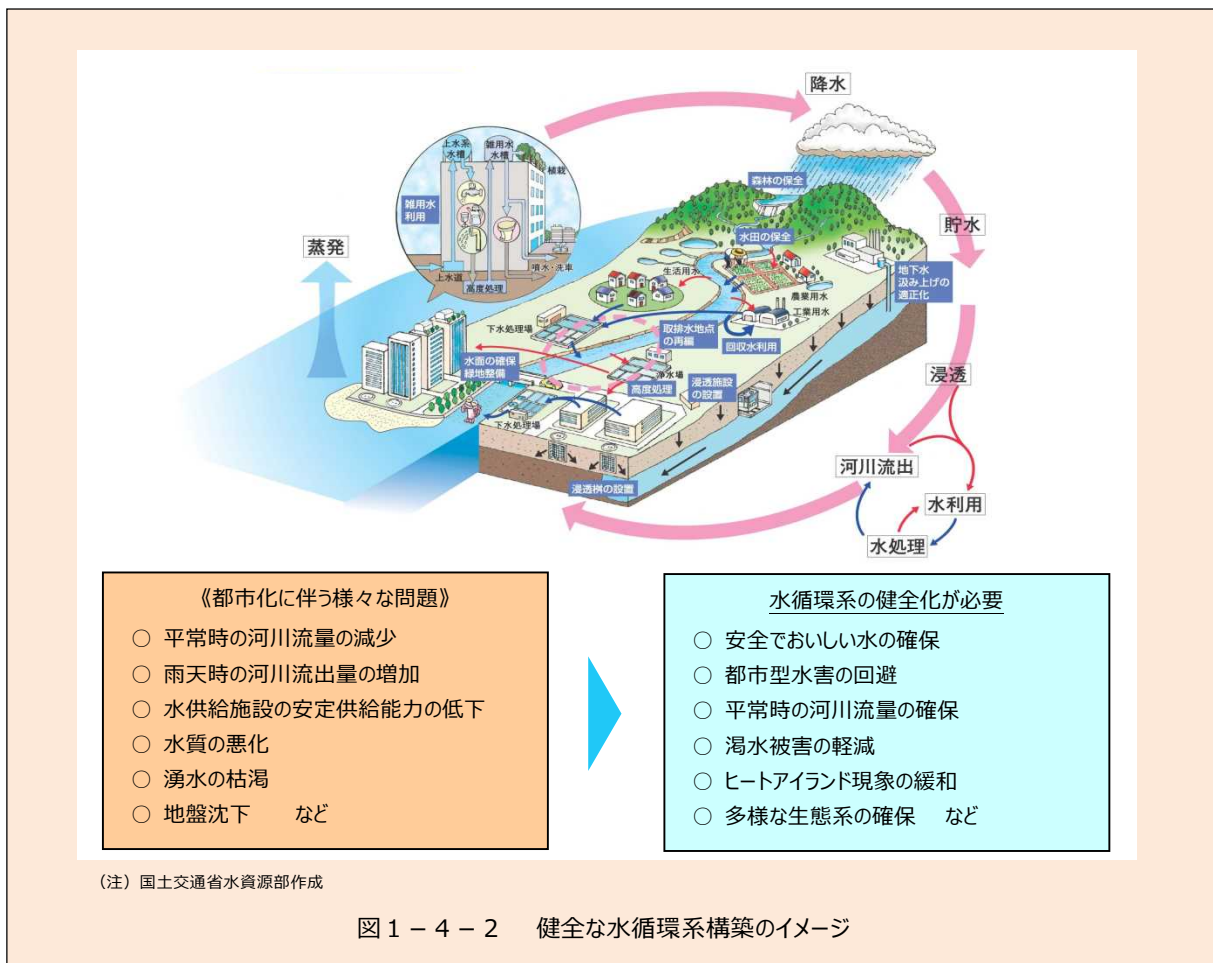 降水
上水系
水槽
雑用水
水槽
植栽
雑用水
利用
上水道
高度処理
噴水・洗車
森林の保全
貯水
蒸発
水田の保全
生活用水
地下水
汲み上げの
適正化
農業用水
工業用水
下水処理場
取排水地点
の再編
回収水利用
水面の確保
緑地整備
浄水場
高度処理
浸透施設
の設置
浸透
下水処理場
浸透桝の設置
河川流出
水利用
水処理
《都市化に伴う様々な問題》
○ 平常時の河川流量の減少
○ 雨天時の河川流出量の増加
○ 水供給施設の安定供給能力の低下
○ 水質の悪化
○ 湧水の枯渇
○ 地盤沈下 など
水循環系の健全化が必要
○ 安全でおいしい水の確保
○ 都市型水害の回避
○ 平常時の河川流量の確保
○ 渇水被害の軽減
○ ヒートアイランド現象の緩和
○ 多様な生態系の確保 など
（注）国土交通省水資源部作成
図１－４－２ 健全な水循環系構築のイメージ